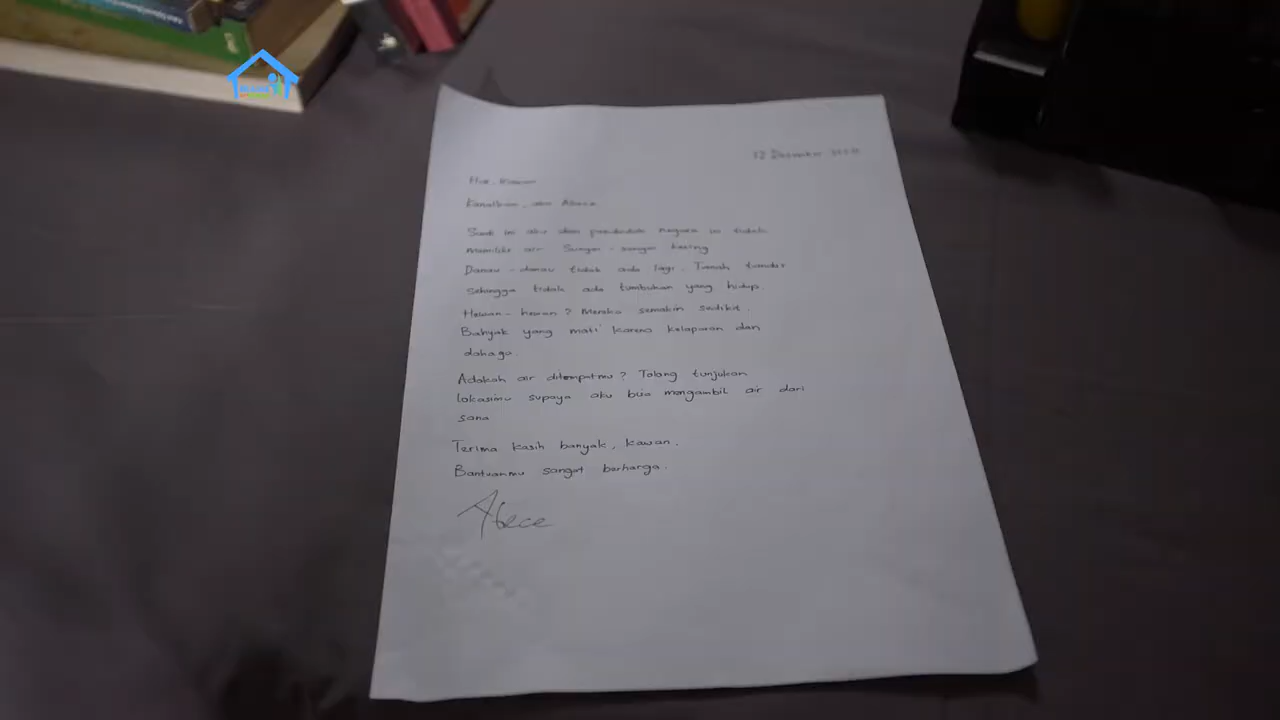 12 Desember
Hai, Kawan
Kenalkan, aku Abece
Saat ini aku dan penduduk negara ini tidak
memiliki air. Sungai - sungai kering
Danau - danau tidak ada lagi. Tanah tandus
sehingga tidak ada tumbuhan yang hidup.
Hewan - hewan? Mereka semakin sedikit.
Banyak yang mati karena kelaparan dan
dahaga.
Adakah air ditempatmu? Tolong tunjukan
lokasimu supaya aku bisa mengambil air dari
sana
Terima kasih banyak, kawan.
Bantuanmu sangat berharga.
Abece